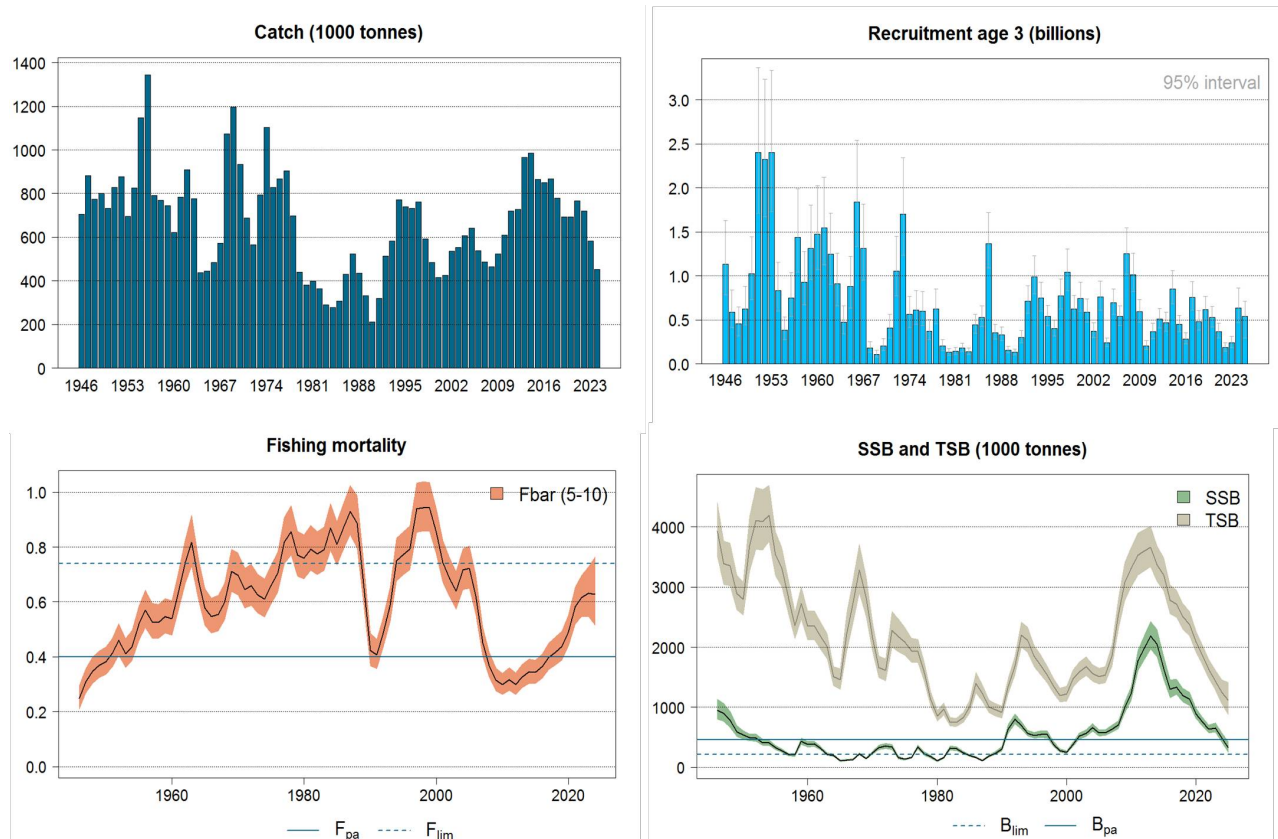 Catch (1000 tonnes)
1400
1200
1000
800
600
400
200
0
1946 1953 1960 1967 1974 1981 1988 1995 2002 2009 2016 2023
Recruitment age 3 (billions)
95% interval
3.0
2.5
2.0
1.5
1.0
0.5
0.0
1946 1953 1960 1967 1974 1981 1988 1995 2002 2009 2016 2023
Fishing mortality
Fbar (5-10)
1.0
0.8
0.6
0.4
0.2
0.0
1960 1980 2000 2020
Fpa Flim
SSB and TSB (1000 tonnes)
SSB
TSB
4000
3000
2000
1000
0
1960 1980 2000 2020
Blim Bpa